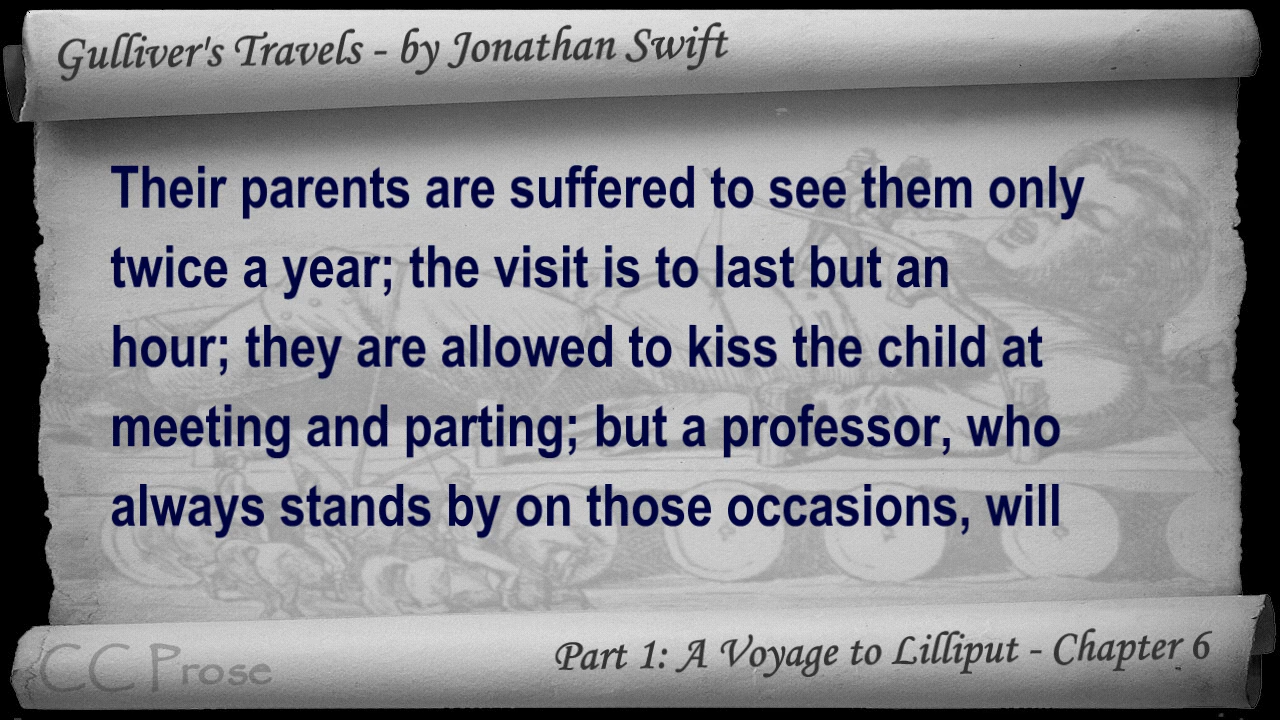 Gulliver's Travels - by Jonathan Swift
Their parents are suffered to see them only
twice a year; the visit is to last but an
hour; they are allowed to kiss the child at
meeting and parting; but a professor, who
always stands by on those occasions, will
CC Prose
Part 1: A Voyage to Lilliput - Chapter 6